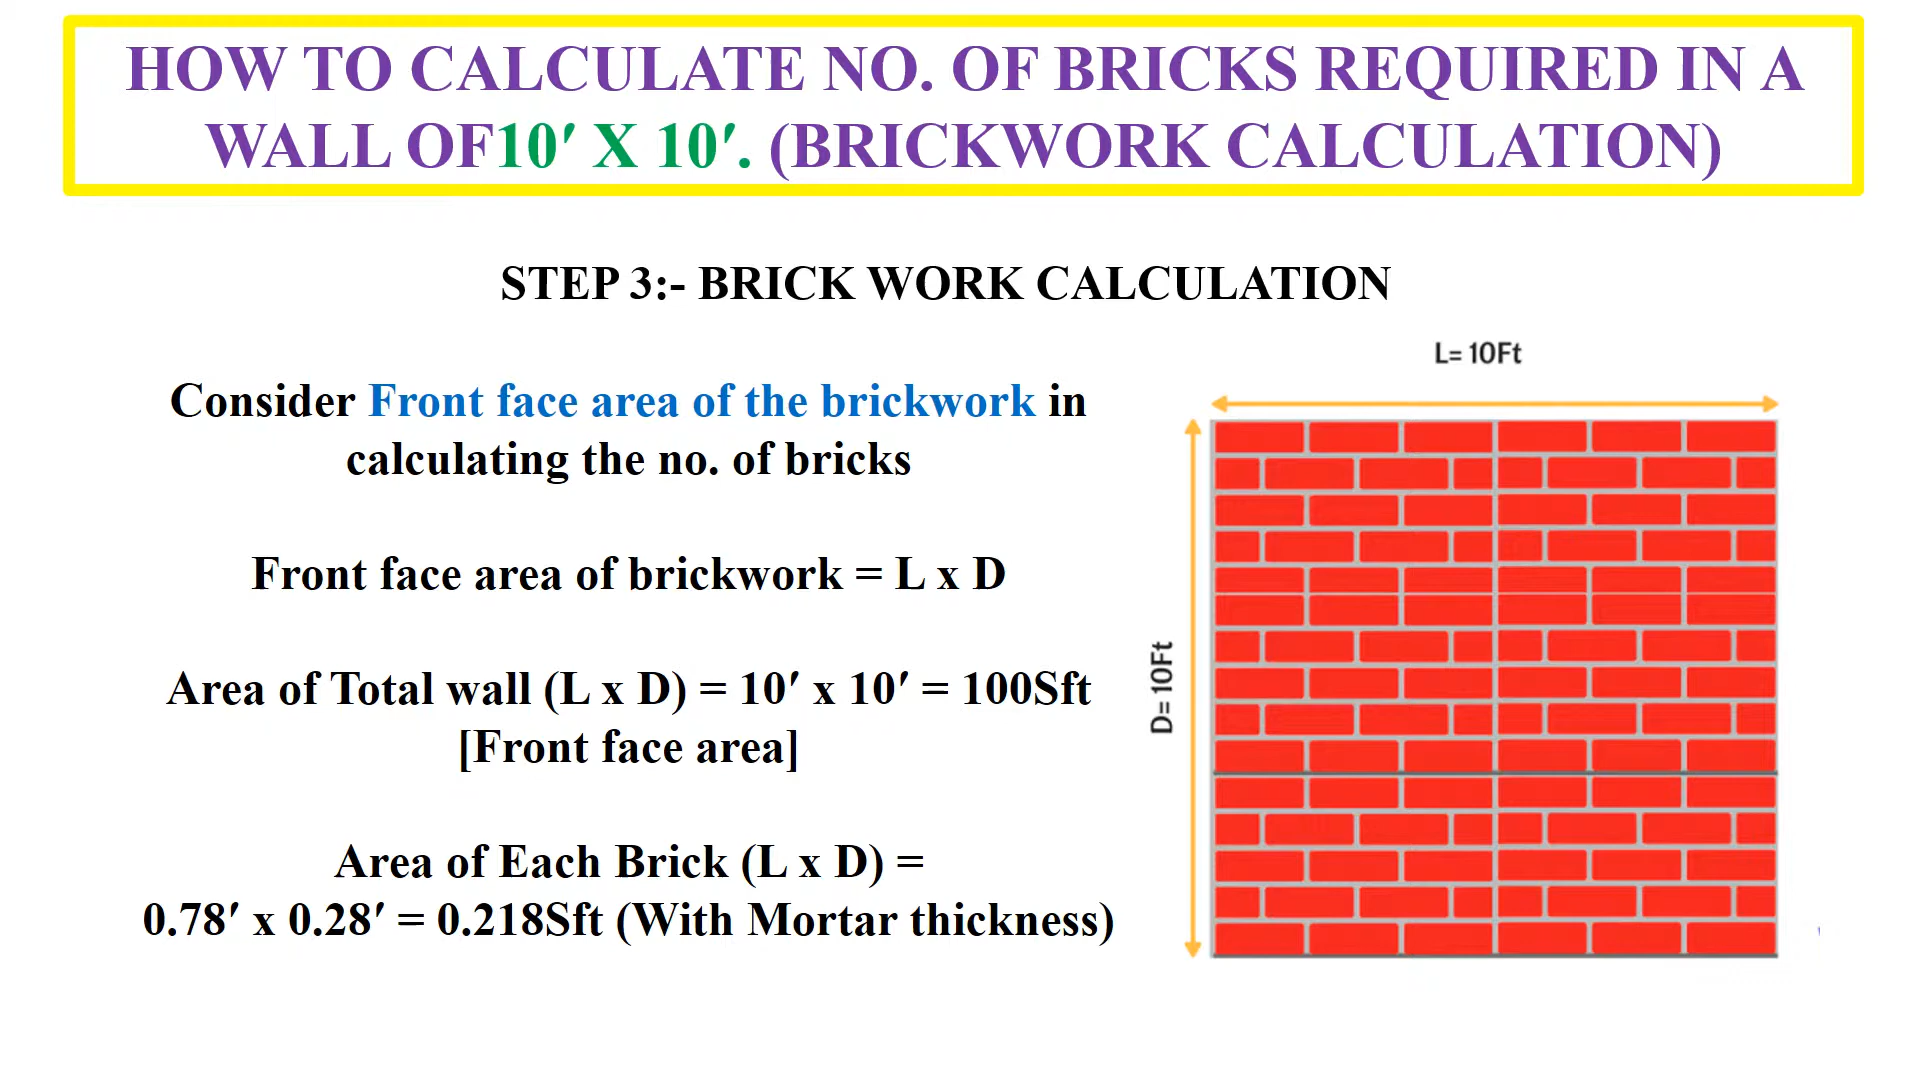 HOW TO CALCULATE NO. OF BRICKS REQUIRED IN A
WALL OF10′ X 10′. (BRICKWORK CALCULATION)
STEP 3:- BRICK WORK CALCULATION
Consider Front face area of the brickwork in
calculating the no. of bricks
Front face area of brickwork = L x D
Area of Total wall (L x D) = 10′ x 10′ = 100Sft
[Front face area]
Area of Each Brick (L x D) =
0.78′ x 0.28′ = 0.218Sft (With Mortar thickness)
L= 10Ft
D= 10Ft